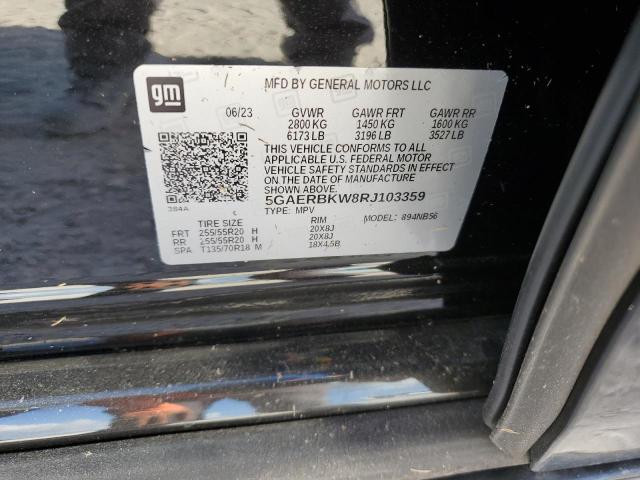 gm
MFD BY GENERAL MOTORS LLC
06/23 GVWR GAWR FRT GAWR RR
2800 KG 1450 KG 1600 KG
6173 LB 3196 LB 3527 LB
THIS VEHICLE CONFORMS TO ALL
APPLICABLE U.S. FEDERAL MOTOR
VEHICLE SAFETY STANDARDS IN EFFECT
ON THE DATE OF MANUFACTURE
SHOWN ABOVE.
5GAERBKW8RJ103359
384A C
TYPE: MPV MODEL: 894NB56
TIRE SIZE RIM
FRT 255/55R20 H 20X8J
RR 255/55R20 H 20X8J
SPA T135/70R18 M 18X4.5B